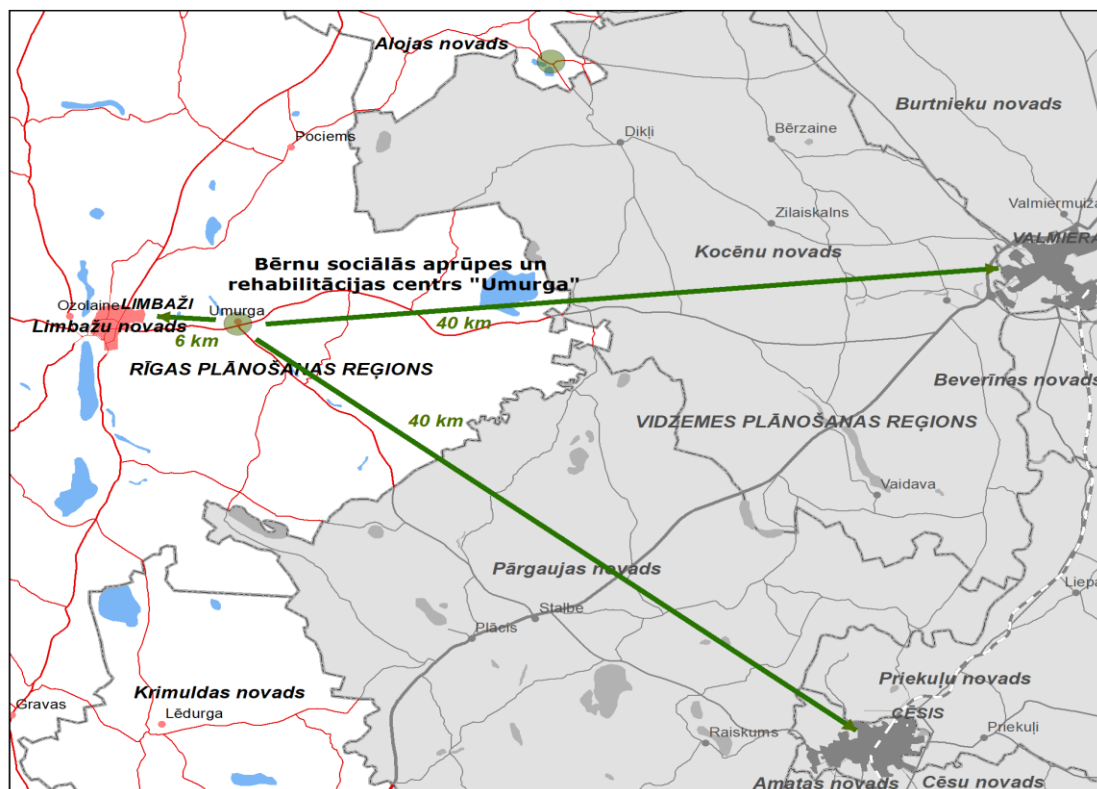 Alojas novads
Burtnieku novads
Pociems
Dikļi
Bērzaine
Zilaiskalns
Valmiermuiža
VALMIERA
Kocēnu novads
Bērnu sociālās aprūpes un
rehabilitācijas centrs "Umurga"
Ozolaine
LIMBAŽI
Umurga
Limbažu novads
6 km
40 km
RĪGAS PLĀNOŠANAS REĢIONS
Beverīnas novads
40 km
VIDZEMES PLĀNOŠANAS REĢIONS
Vaidava
Pārgaujas novads
Liepa
Stalbe
Plācis
Krimuldas novads
Gravas
Lēdurga
Priekuļu novads
CĒSIS
Raiskums
Priekuļi
Amatas novads
Cēsu novads